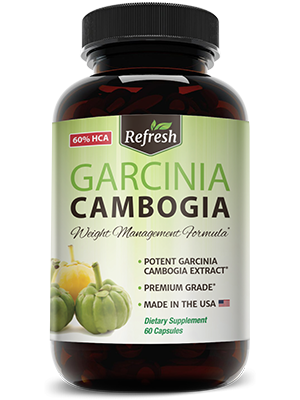 60% HCA
Refresh
GARCINIA
CAMBOGIA
Weight Management Formula*
• POTENT GARCINIA
CAMBOGIA EXTRACT*
• PREMIUM GRADE*
• MADE IN THE USA
Dietary Supplement
60 Capsules